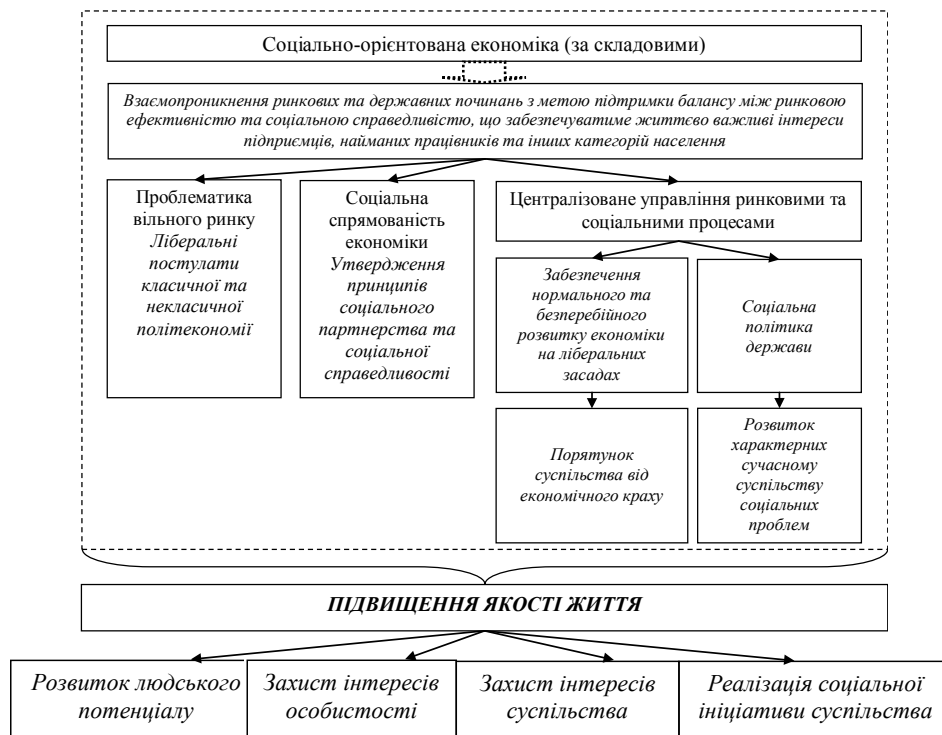 Соціально-орієнтована економіка (за складовими)
Взаємопроникнення ринкових та державних починань з метою підтримки балансу між ринковою
ефективністю та соціальною справедливістю, що забезпечуватиме життєво важливі інтереси
підприємців, найманих працівників та інших категорій населення
Проблематика
вільного ринку
Ліберальні
постулати
класичної та
некласичної
політекономії
Соціальна
спрямованість
економіки
Утвердження
принципів
соціального
партнерства та
соціальної
справедливості
Централізоване управління ринковими та
соціальними процесами
Забезпечення
нормального та
безперебійного
розвитку економіки
на ліберальних
засадах
Соціальна
політика
держави
Порятунок
суспільства від
економічного краху
Розвиток
характерних
сучасному
суспільству
соціальних
проблем
ПІДВИЩЕННЯ ЯКОСТІ ЖИТТЯ
Розвиток людського
потенціалу
Захист інтересів
особистості
Захист інтересів
суспільства
Реалізація соціальної
ініціативи суспільства